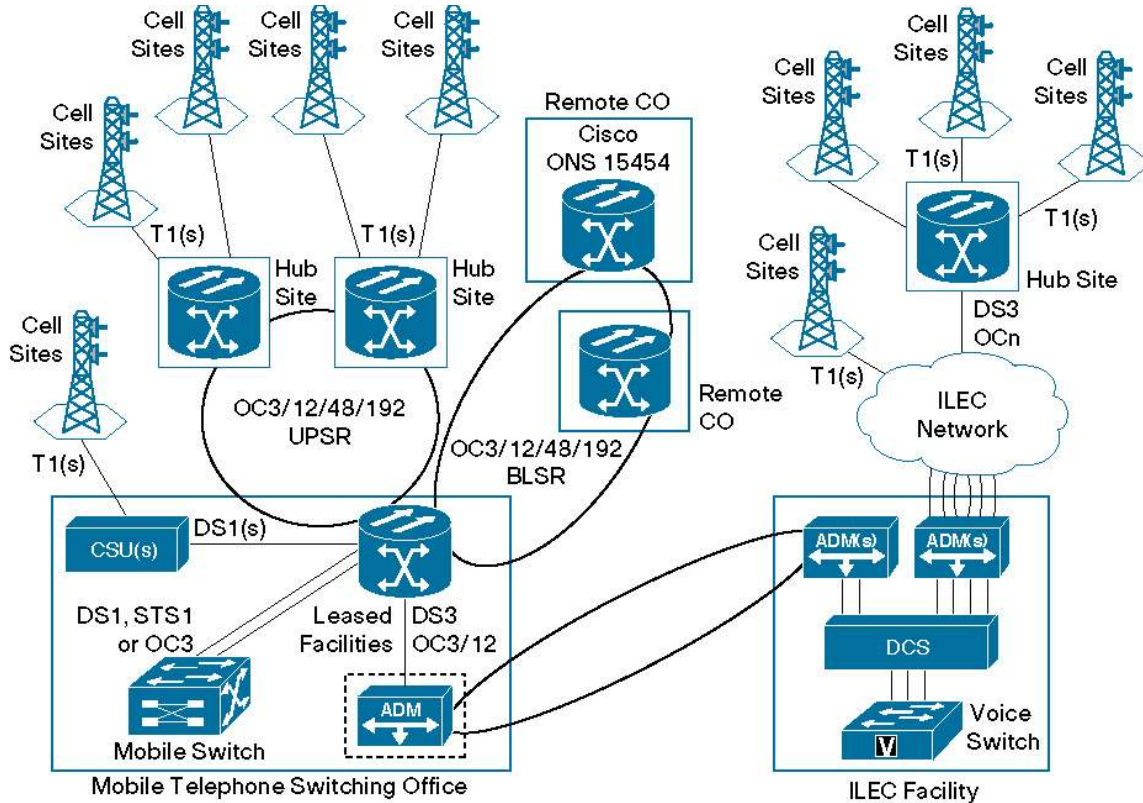 Cell
Sites
Cell
Sites
Cell
Sites
Cell
Sites
T1(s)
T1(s)
Hub
Site
Hub
Site
Cell
Sites
T1(s)
OC3/12/48/192
UPSR
Remote CO
Cisco
ONS 15454
Remote
CO
OC3/12/48/192
BLSR
Cell
Sites
Cell
Sites
Cell
Sites
T1(s)
T1(s)
Hub Site
DS3
OCn
Cell
Sites
T1(s)
ILEC
Network
CSU(s)
DS1(s)
DS1, STS1
or OC3
Leased
Facilities
DS3
OC3/12
Mobile Switch
ADM
Mobile Telephone Switching Office
ADM(s)
ADM(s)
DCS
V
Voice
Switch
ILEC Facility